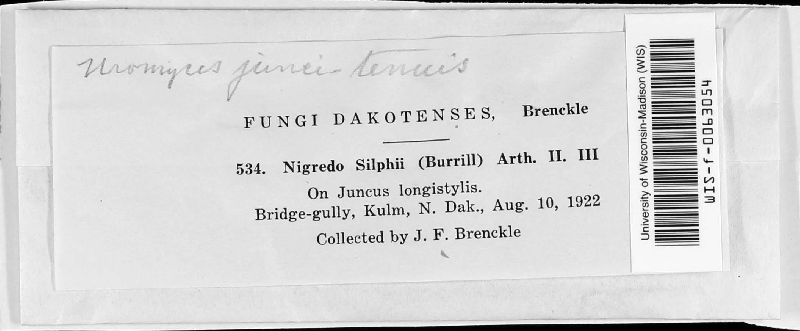 Uromyces junci-tenuis
FUNGI DAKOTENSES, Brenckle
534. Nigredo Silphii (Burrill) Arth. II. III
On Juncus longistylis.
Bridge-gully, Kulm, N. Dak., Aug. 10, 1922
Collected by J. F. Brenckle
University of Wisconsin-Madison (WIS)
WIS-f-0063054